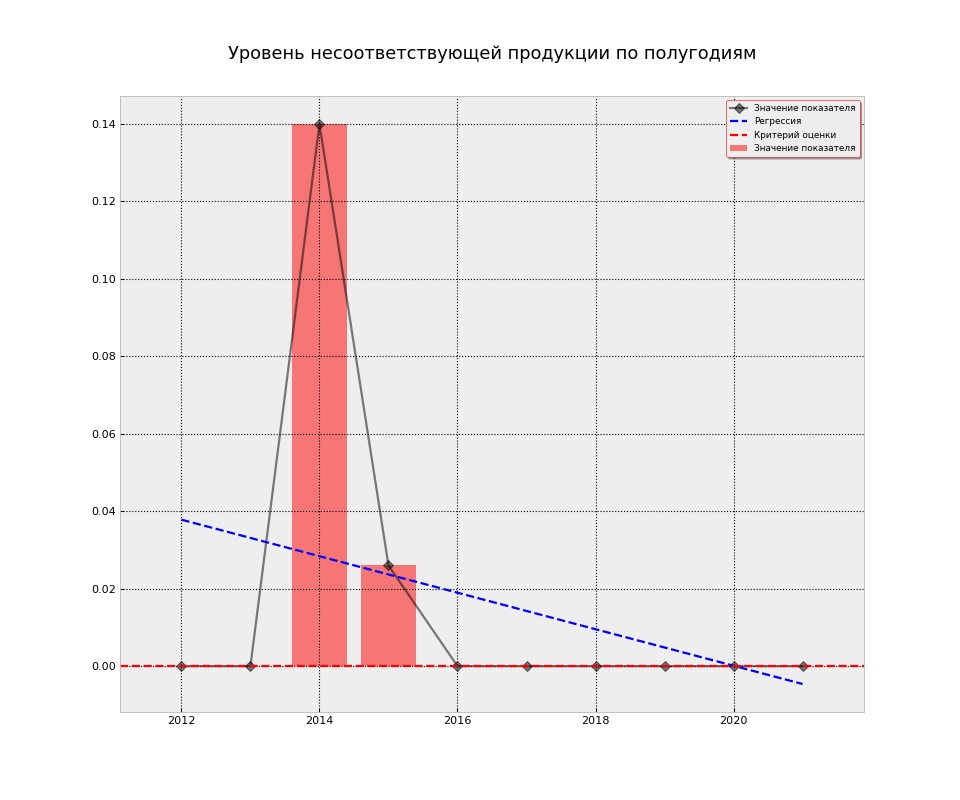 Уровень несоответствующей продукции по полугодиям
Значение показателя
Регрессия
Критерий оценки
Значение показателя
0.14
0.12
0.10
0.08
0.06
0.04
0.02
0.00
2012 2014 2016 2018 2020